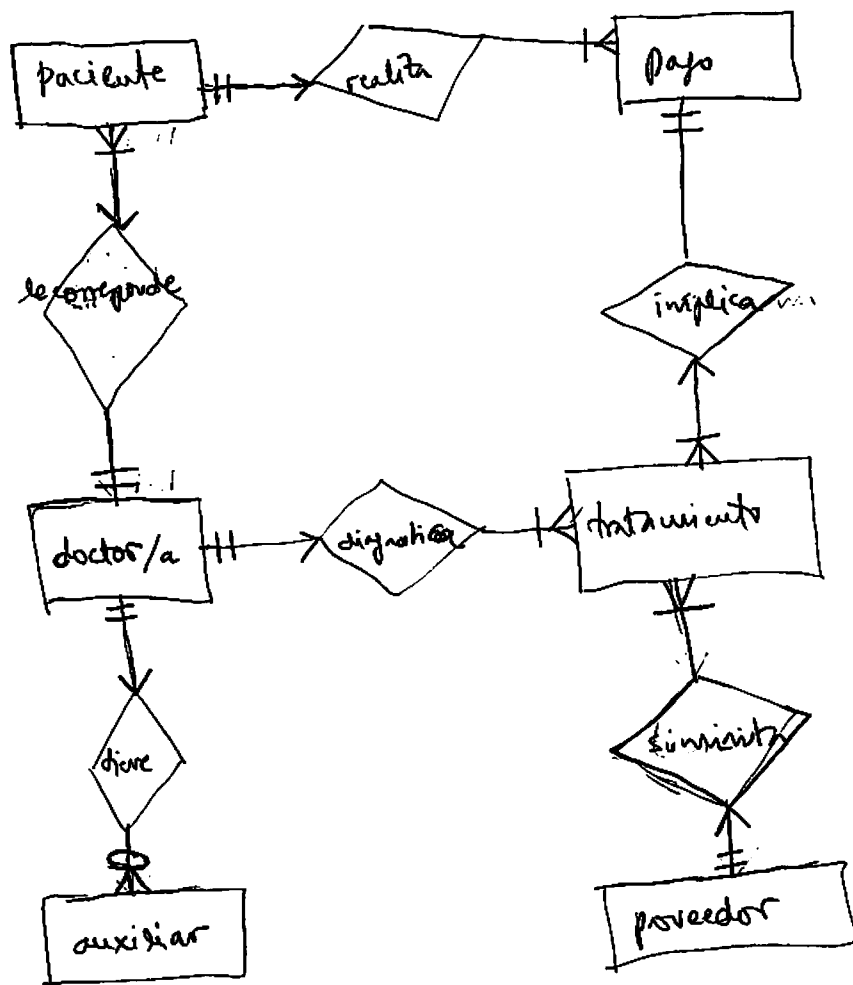 paciente
realiza
pago
le corresponde
implica
doctor/a
diagnostica
tratamiento
tiene
suministra
auxiliar
proveedor